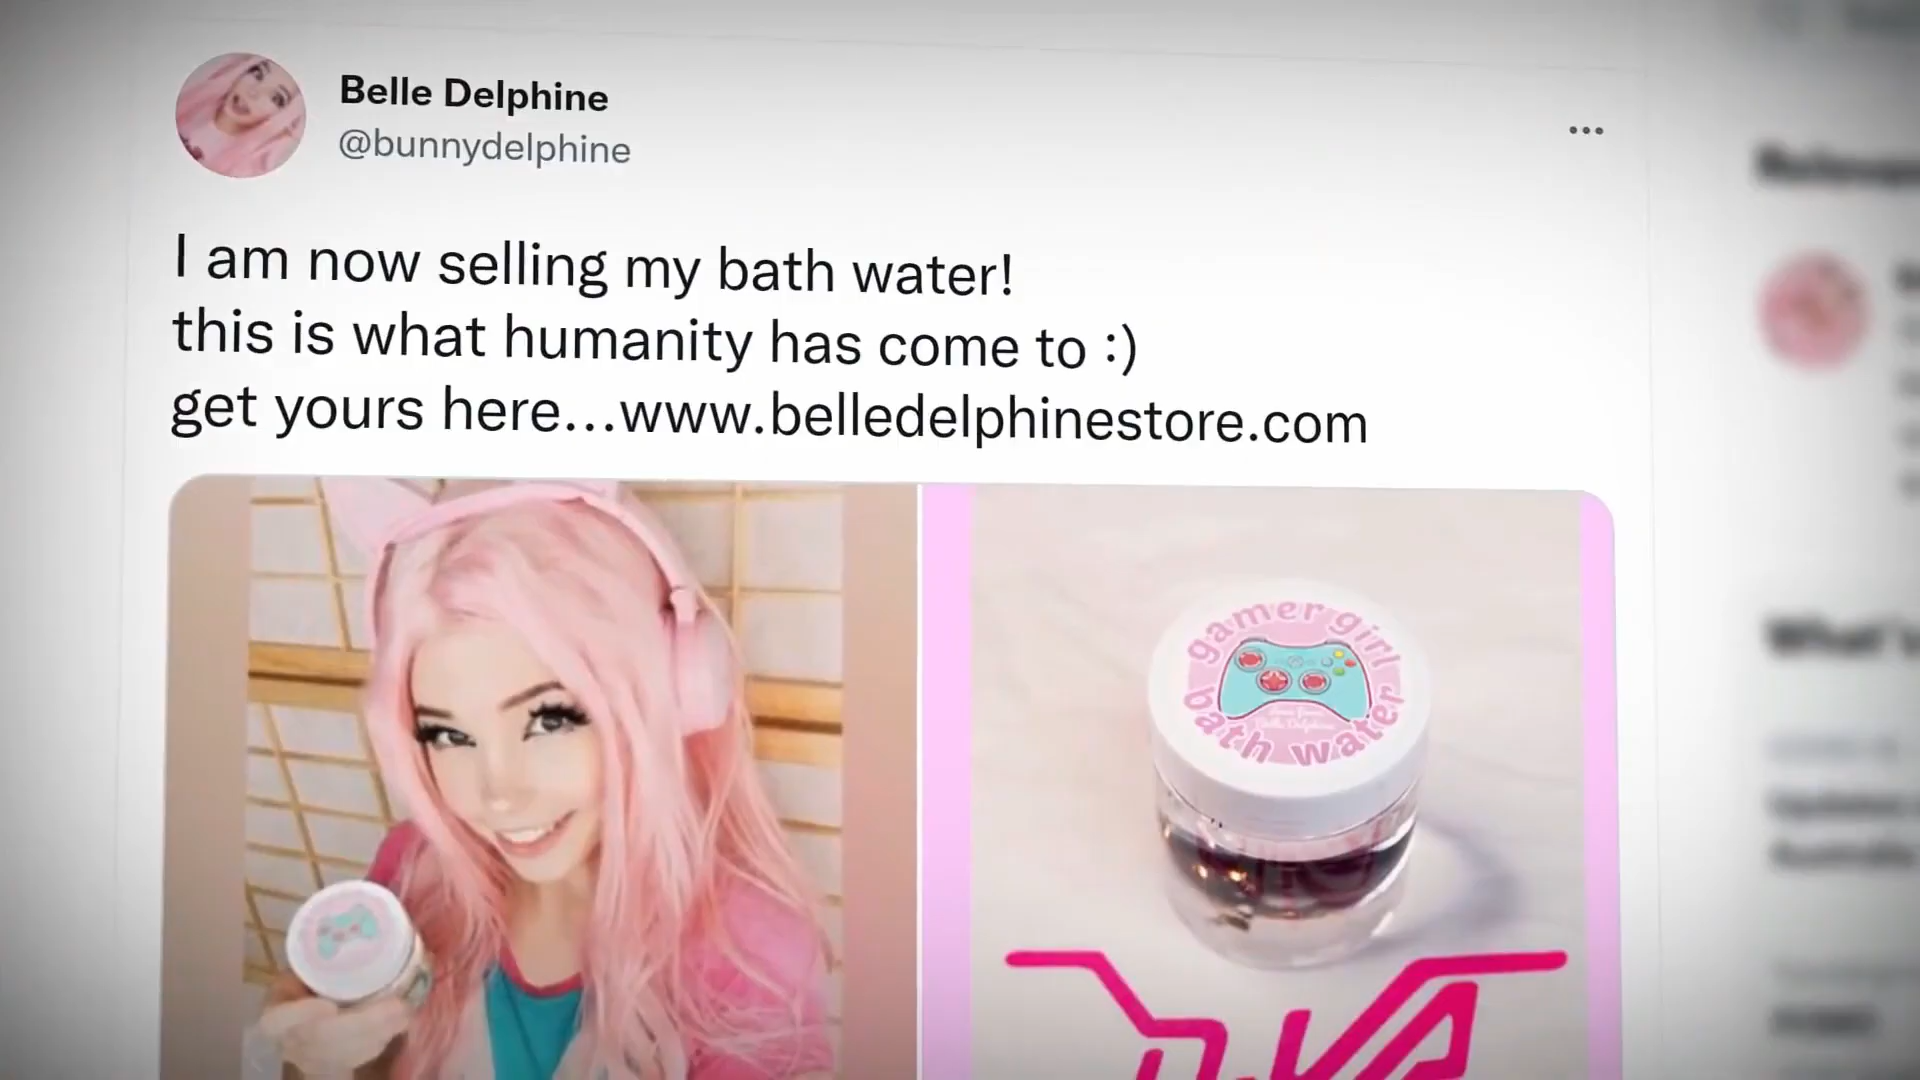 Belle Delphine
@bunnydelphine
I am now selling my bath water!
this is what humanity has come to :)
get yours here...www.belledelphinestore.com
gamer girl
bath water